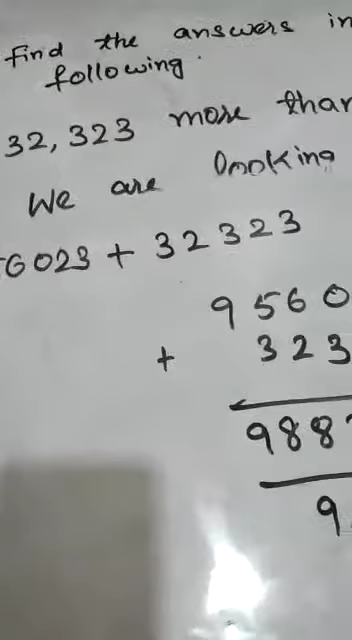 find the answers in
following.
32,323 more than
We are looking
6023 + 32323
9560
+ 323
988
9